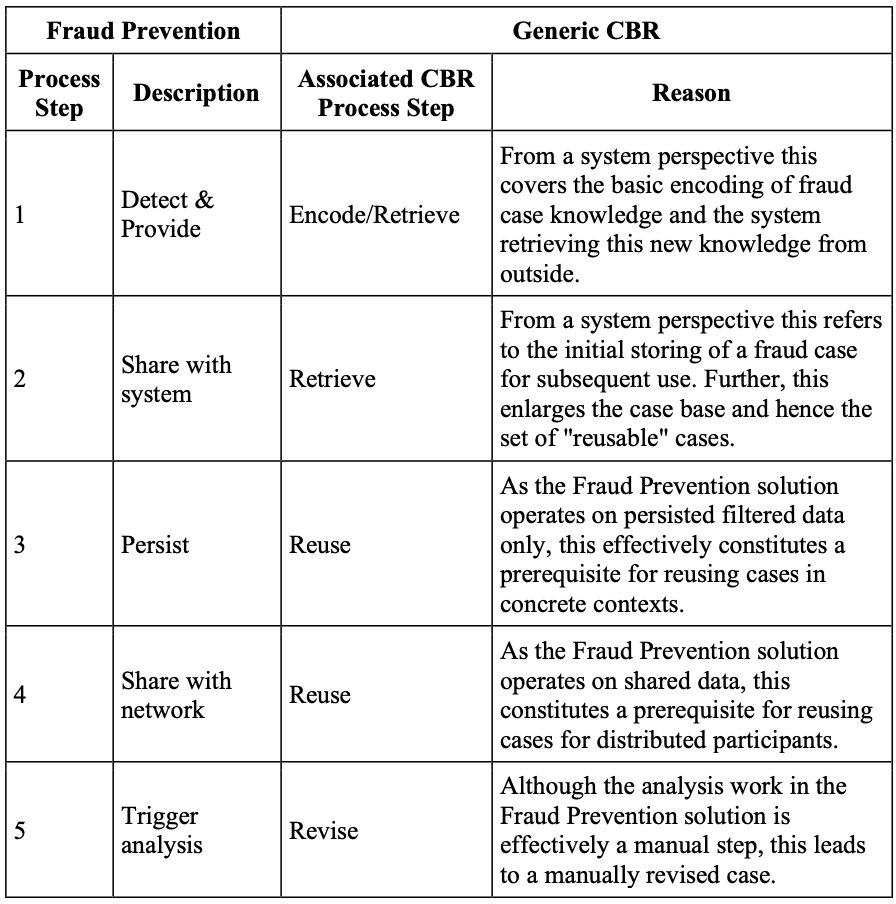 Fraud Prevention
Generic CBR
Process
Step
Description
Associated CBR
Process Step
Reason
1
Detect &
Provide
Encode/Retrieve
From a system perspective this
covers the basic encoding of fraud
case knowledge and the system
retrieving this new knowledge from
outside.
2
Share with
system
Retrieve
From a system perspective this refers
to the initial storing of a fraud case
for subsequent use. Further, this
enlarges the case base and hence the
set of "reusable" cases.
3
Persist
Reuse
As the Fraud Prevention solution
operates on persisted filtered data
only, this effectively constitutes a
prerequisite for reusing cases in
concrete contexts.
4
Share with
network
Reuse
As the Fraud Prevention solution
operates on shared data, this
constitutes a prerequisite for reusing
cases for distributed participants.
5
Trigger
analysis
Revise
Although the analysis work in the
Fraud Prevention solution is
effectively a manual step, this leads
to a manually revised case.